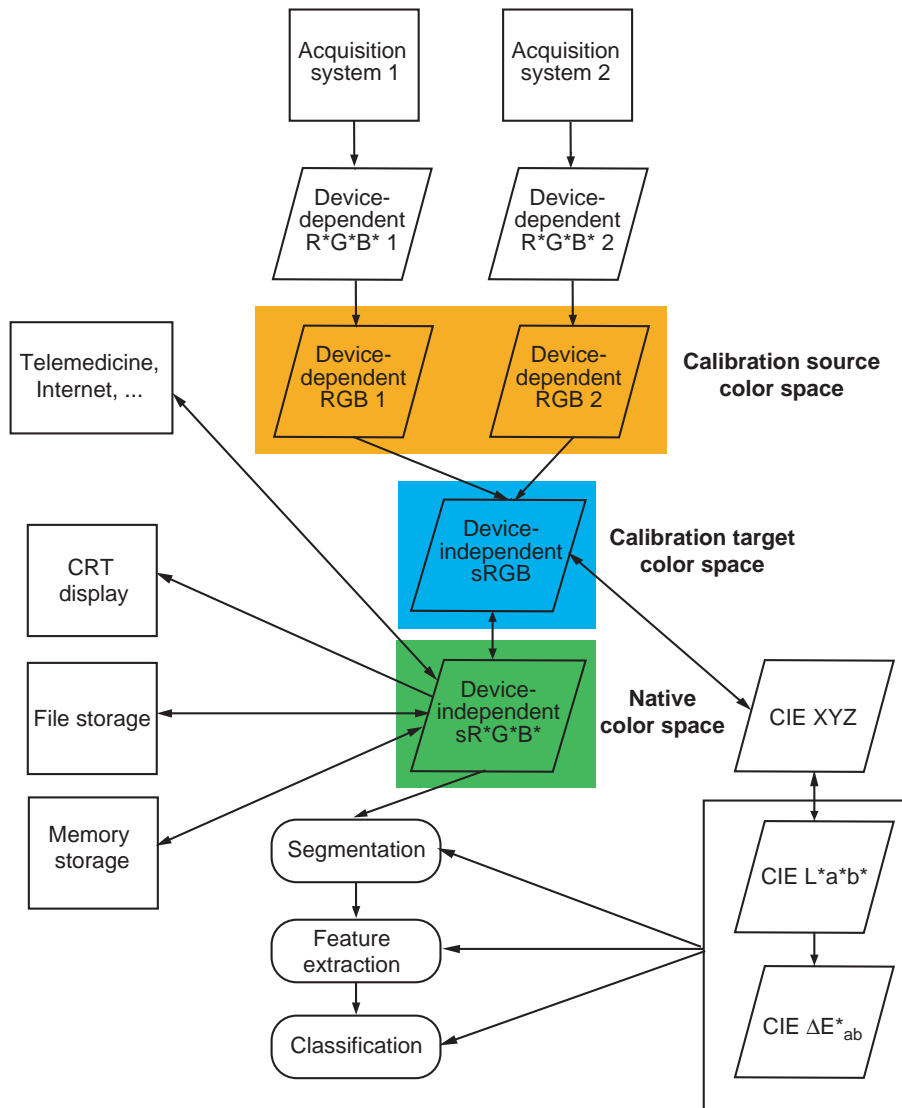 Acquisition
system 1
Acquisition
system 2
Device-
dependent
R*G*B* 1
Device-
dependent
R*G*B* 2
Telemedicine,
Internet, ...
Device-
dependent
RGB 1
Device-
dependent
RGB 2
Calibration source
color space
Device-
independent
sRGB
Calibration target
color space
CRT
display
Device-
independent
sR*G*B*
Native
color space
File storage
CIE XYZ
Memory
storage
Segmentation
CIE L*a*b*
Feature
extraction
CIE ΔE*ab
Classification